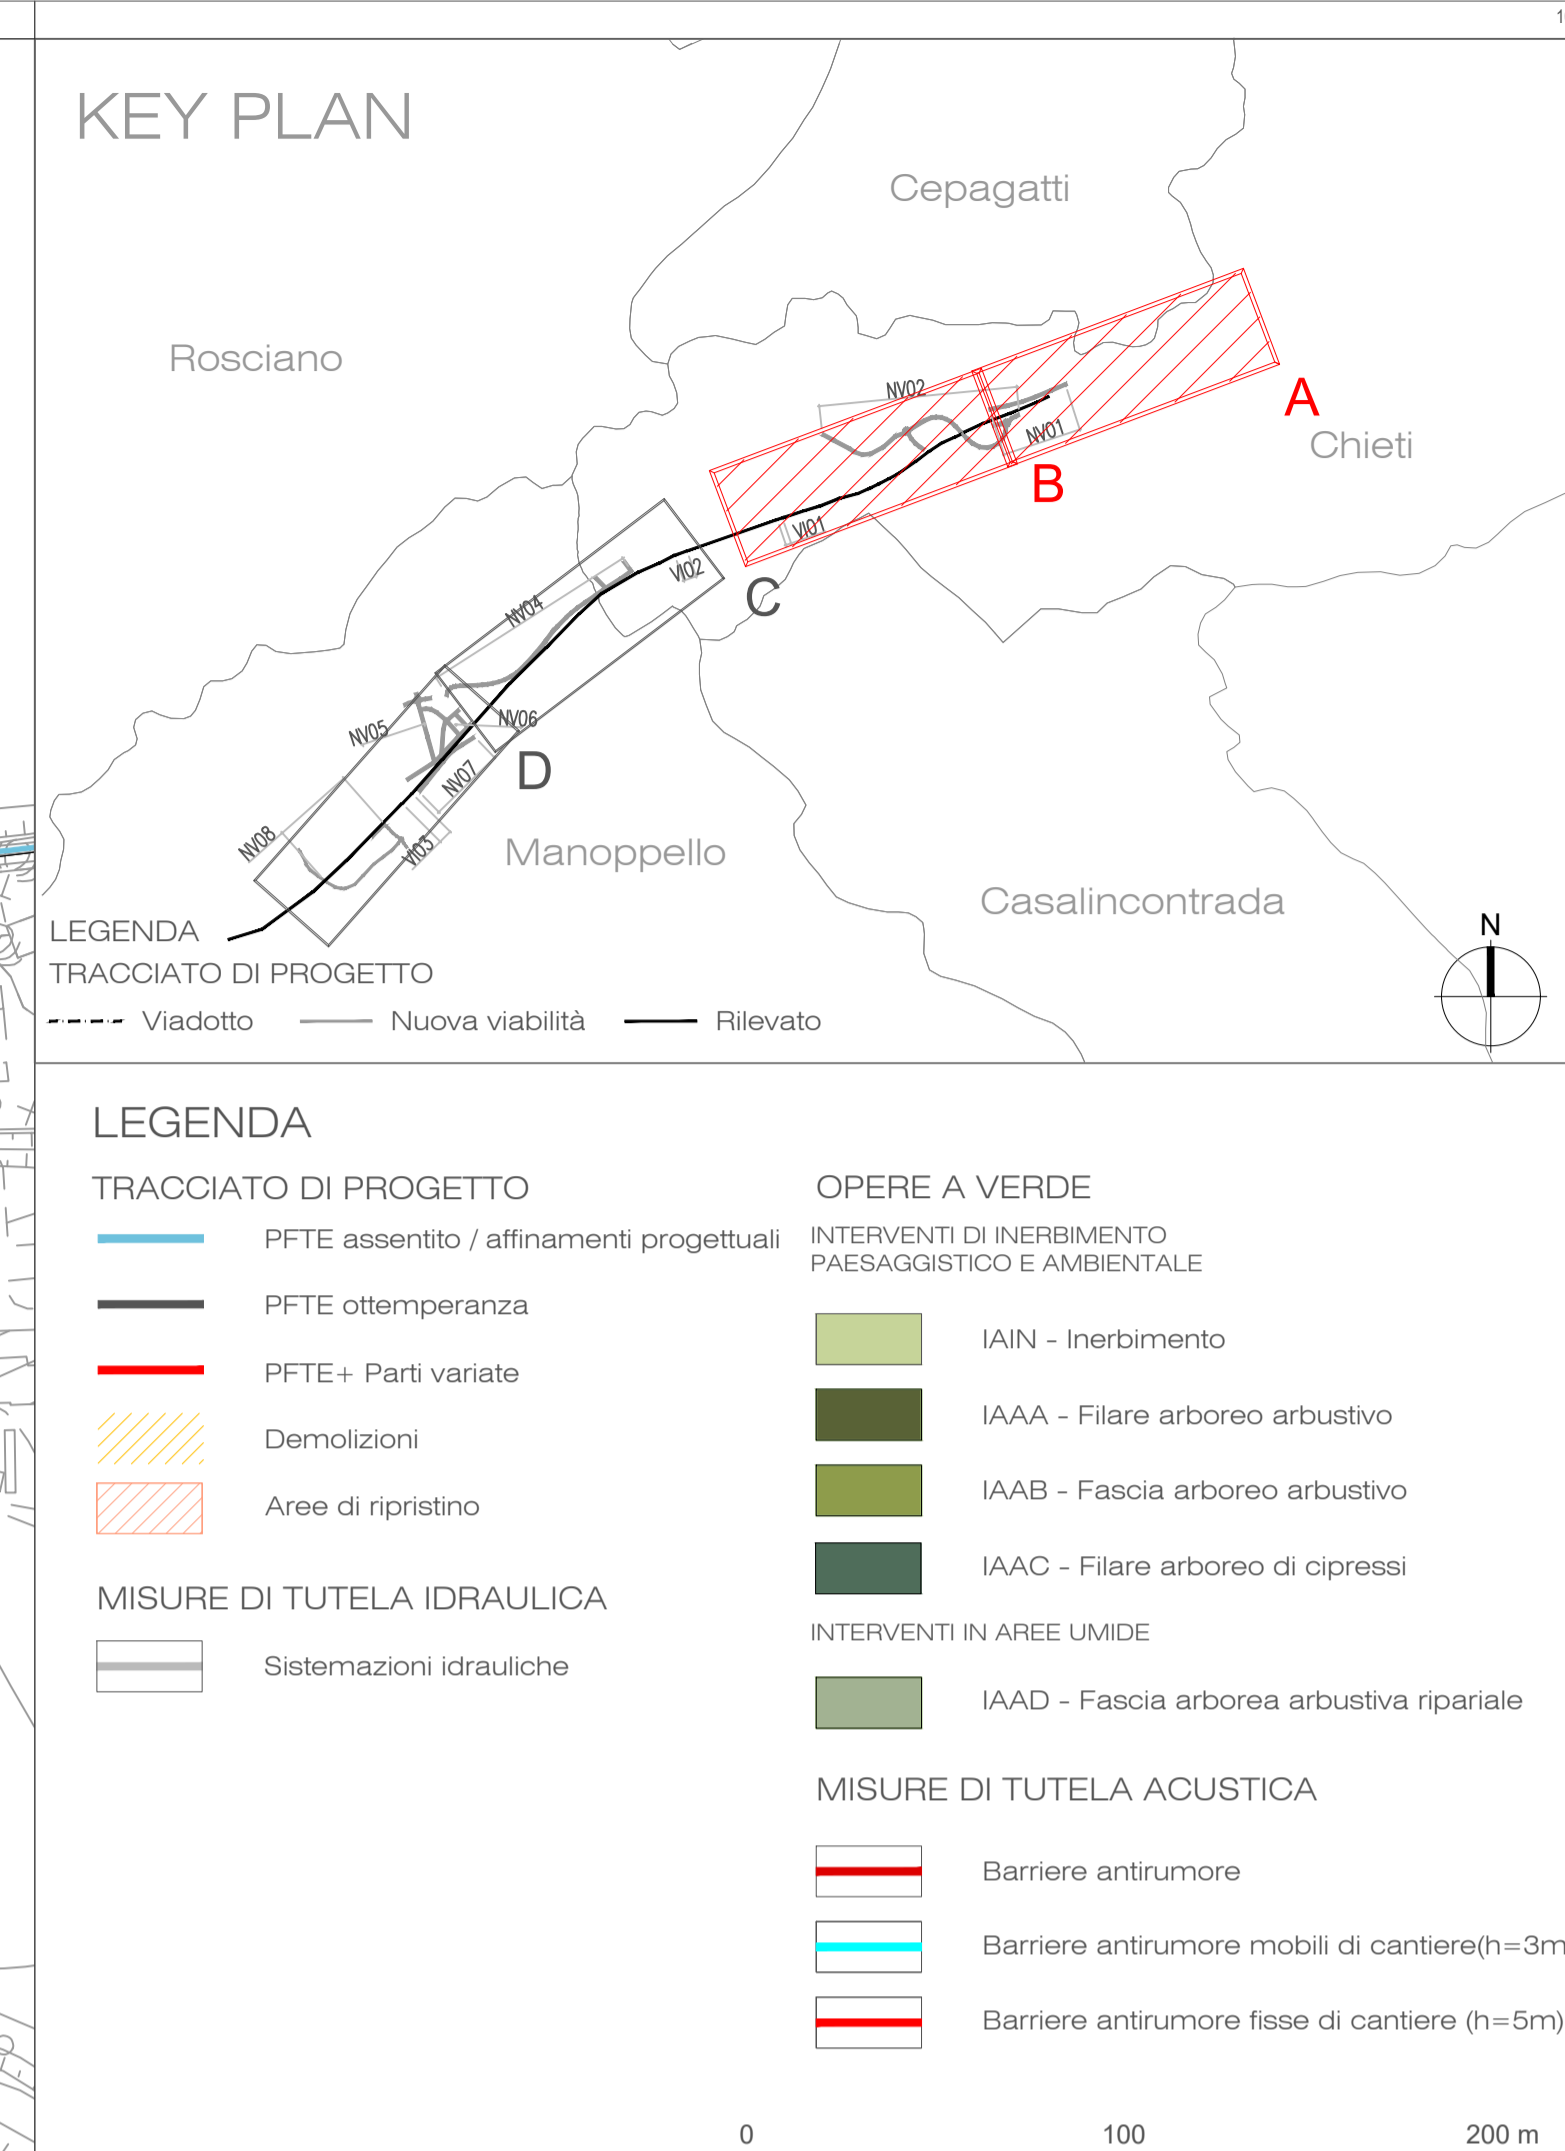 KEY PLAN
Cepagatti
Rosciano
NV02
A
NV01
Chieti
B
VI01
VI02
C
NV04
NV06
NV05
D
NV07
NV08
VI03
Manoppello
Casalincontrada
N
LEGENDA
TRACCIATO DI PROGETTO
Viadotto
Nuova viabilità
Rilevato
LEGENDA
TRACCIATO DI PROGETTO
PFTE assentito / affinamenti progettuali
PFTE ottemperanza
PFTE+ Parti variate
Demolizioni
Aree di ripristino
MISURE DI TUTELA IDRAULICA
Sistemazioni idrauliche
OPERE A VERDE
INTERVENTI DI INERBIMENTO
PAESAGGISTICO E AMBIENTALE
IAIN - Inerbimento
IAAA - Filare arboreo arbustivo
IAAB - Fascia arboreo arbustivo
IAAC - Filare arboreo di cipressi
INTERVENTI IN AREE UMIDE
IAAD - Fascia arborea arbustiva ripariale
MISURE DI TUTELA ACUSTICA
Barriere antirumore
Barriere antirumore mobili di cantiere(h=3m
Barriere antirumore fisse di cantiere (h=5m)
0
100
200 m